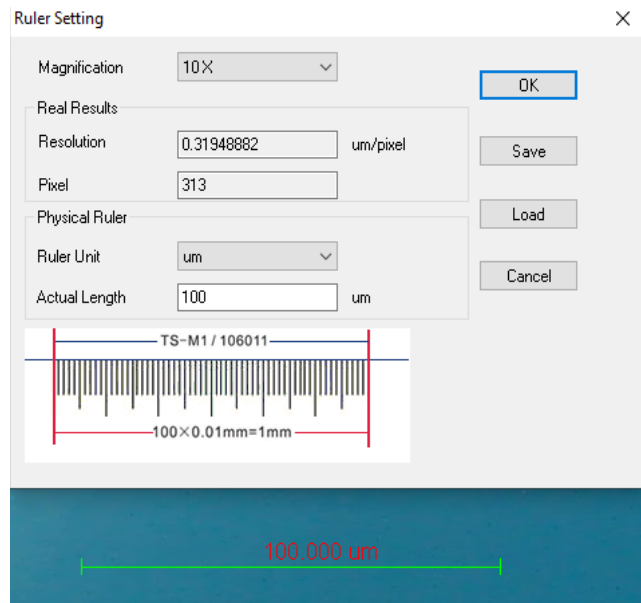 Ruler Setting
Magnification 10X
OK
Real Results
Resolution 0.31948882 um/pixel
Save
Pixel 313
Physical Ruler
Load
Ruler Unit um
Cancel
Actual Length 100 um
TS-M1 / 106011
100×0.01mm=1mm
100.000 um